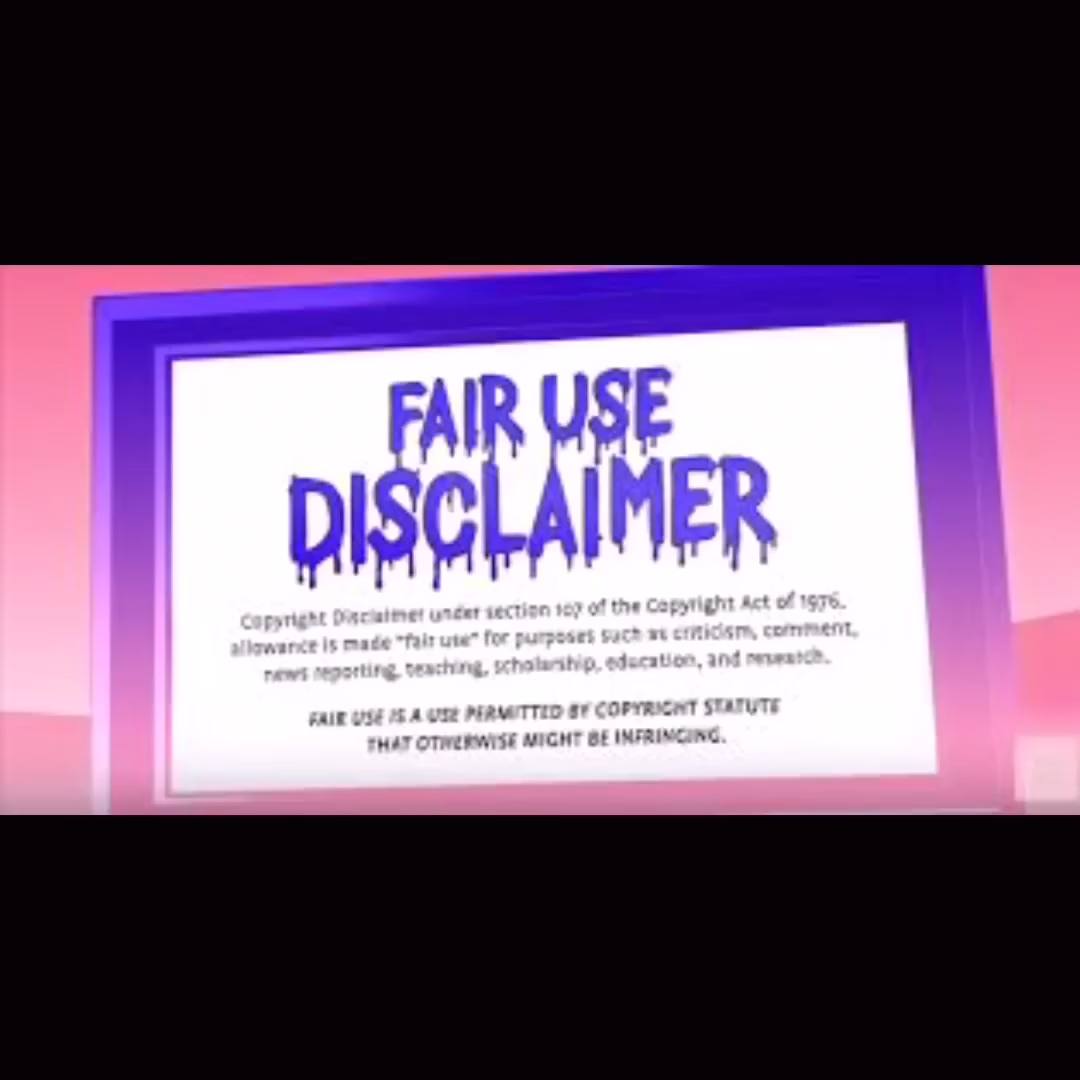 FAIR USE
DISCLAIMER
Copyright Disclaimer under section 107 of the Copyright Act of 1976,
allowance is made "fair use" for purposes such as criticism, comment,
news reporting, teaching, scholarship, education, and research.
FAIR USE IS A USE PERMITTED BY COPYRIGHT STATUTE
THAT OTHERWISE MIGHT BE INFRINGING.